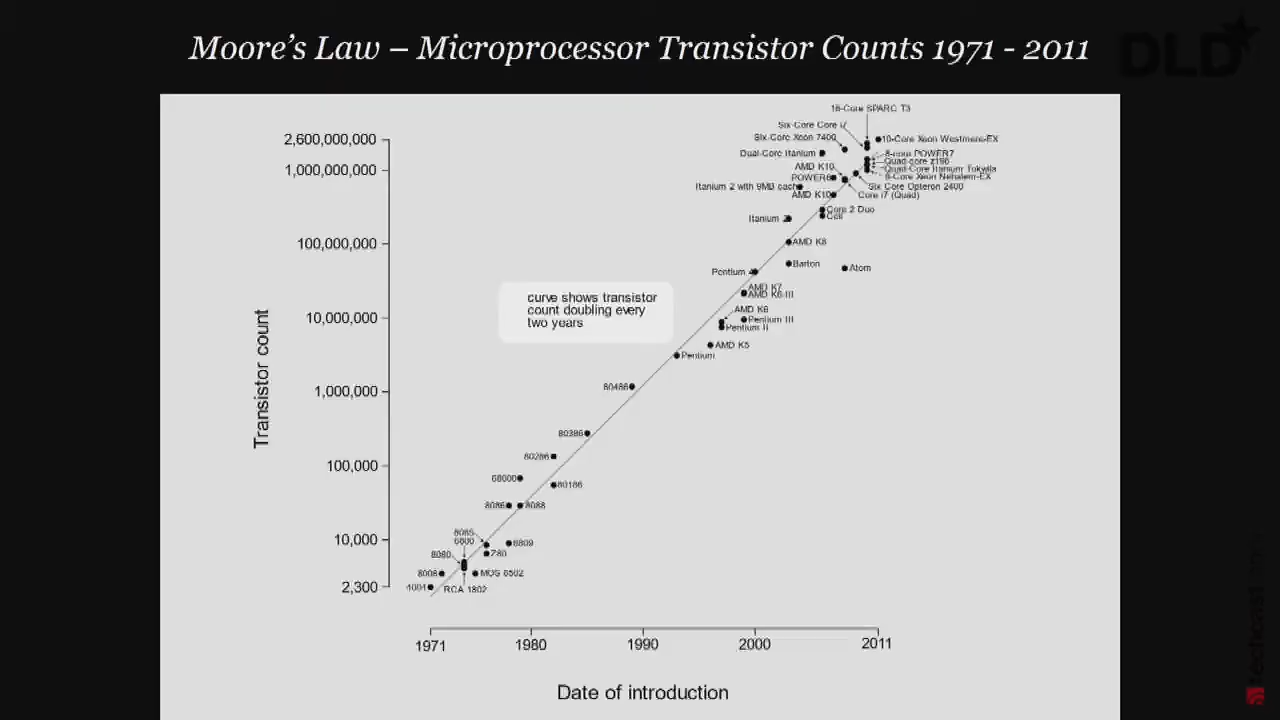 Moore's Law – Microprocessor Transistor Counts 1971 - 2011
DLD
16-Core SPARC T3
Six-Core Core i7
Six-Core Xeon 7400
10-Core Xeon Westmere-EX
Dual-Core Itanium 2
8-core POWER7
Quad-core z196
Quad-Core Itanium Tukwila
8-Core Xeon Nehalem-EX
AMD K10
POWER6
Itanium 2 with 9MB cache
Six-Core Opteron 2400
AMD K10
Core i7 (Quad)
Core 2 Duo
Cell
Itanium 2
AMD K8
Pentium 4
Barton
Atom
AMD K7
AMD K6-III
AMD K6
Pentium III
Pentium II
AMD K5
Pentium
80486
80386
80286
68000
80186
8086
8088
8085
6800
6809
8080
Z80
8008
MOS 6502
4004
RCA 1802
curve shows transistor
count doubling every
two years
Transistor count
2,600,000,000
1,000,000,000
100,000,000
10,000,000
1,000,000
100,000
10,000
2,300
1971
1980
1990
2000
2011
Date of introduction